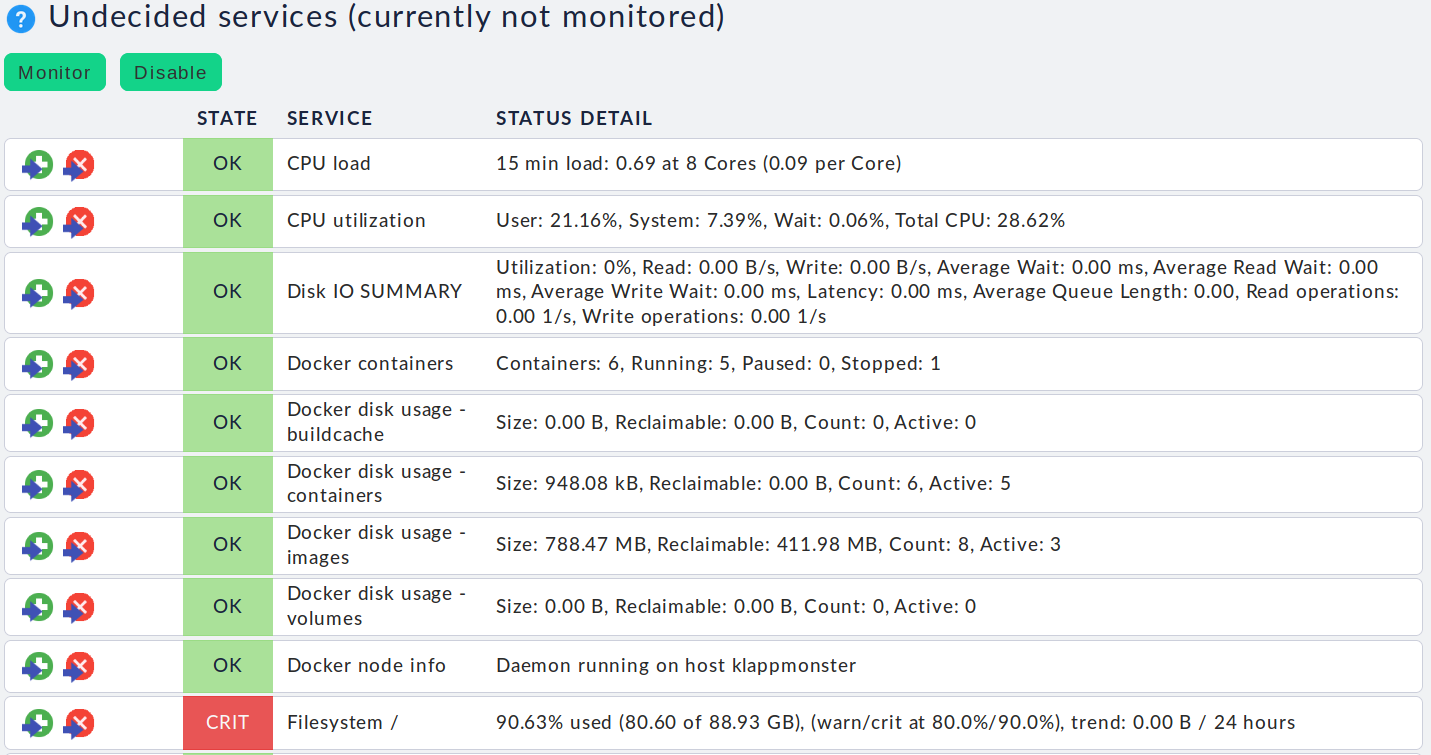 ? Undecided services (currently not monitored)
Monitor Disable
STATE SERVICE STATUS DETAIL
OK CPU load 15 min load: 0.69 at 8 Cores (0.09 per Core)
OK CPU utilization User: 21.16%, System: 7.39%, Wait: 0.06%, Total CPU: 28.62%
Utilization: 0%, Read: 0.00 B/s, Write: 0.00 B/s, Average Wait: 0.00 ms, Average Read Wait: 0.00
OK Disk IO SUMMARY ms, Average Write Wait: 0.00 ms, Latency: 0.00 ms, Average Queue Length: 0.00, Read operations:
0.00 1/s, Write operations: 0.00 1/s
OK Docker containers Containers: 6, Running: 5, Paused: 0, Stopped: 1
Docker disk usage -
OK Size: 0.00 B, Reclaimable: 0.00 B, Count: 0, Active: 0
buildcache
Docker disk usage -
OK Size: 948.08 kB, Reclaimable: 0.00 B, Count: 6, Active: 5
containers
Docker disk usage -
OK Size: 788.47 MB, Reclaimable: 411.98 MB, Count: 8, Active: 3
images
Docker disk usage -
OK Size: 0.00 B, Reclaimable: 0.00 B, Count: 0, Active: 0
volumes
OK Docker node info Daemon running on host klappmonster
CRIT Filesystem / 90.63% used (80.60 of 88.93 GB), (warn/crit at 80.0%/90.0%), trend: 0.00 B / 24 hours